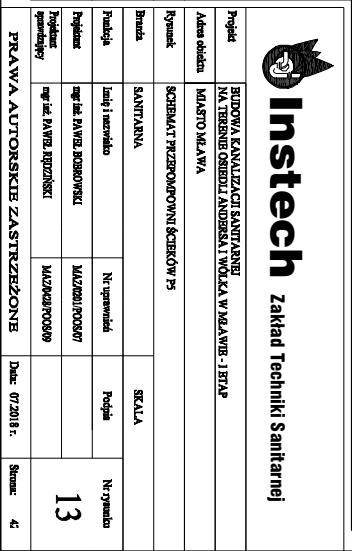 Instech Zakład Techniki Sanitarnej
Projekt BUDOWA KANALIZACJI SANITARNEJ
NA TERENIE OSIEDLI ANDERSA I WÓLKA W MŁAWIE - I ETAP
Adres obiektu MIASTO MŁAWA
Rysunek SCHEMAT PRZEPOMPOWNI ŚCIEKÓW P5
Branża SANITARNA SKALA
Funkcja Imię i nazwisko Nr uprawnień Podpis Nr rysunku
Projektant mgr inż. PAWEŁ BOBROWSKI MAZ/0201/POOS/07
Projektant sprawdzający mgr inż. PAWEŁ RĘDZIŃSKI MAZ/0428/POOS/09
13
PRAWA AUTORSKIE ZASTRZEŻONE Data: 07.2018 r. Strona: